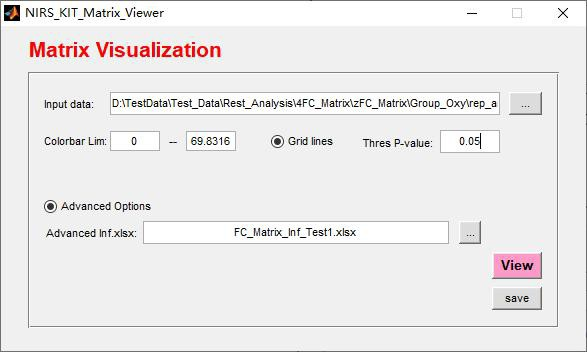 NIRS_KIT_Matrix_Viewer
Matrix Visualization
Input data: D:\TestData\Test_Data\Rest_Analysis\4FC_Matrix\zFC_Matrix\Group_Oxy\rep_a ...
Colorbar Lim: 0 -- 69.8316 Grid lines Thres P-value: 0.05
Advanced Options
Advanced Inf.xlsx: FC_Matrix_Inf_Test1.xlsx ...
View
save